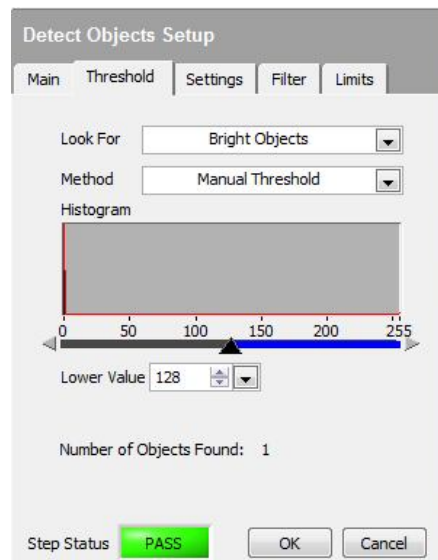 Detect Objects Setup
Main Threshold Settings Filter Limits
Look For Bright Objects
Method Manual Threshold
Histogram
0 50 100 150 200 255
Lower Value 128
Number of Objects Found: 1
Step Status PASS OK Cancel